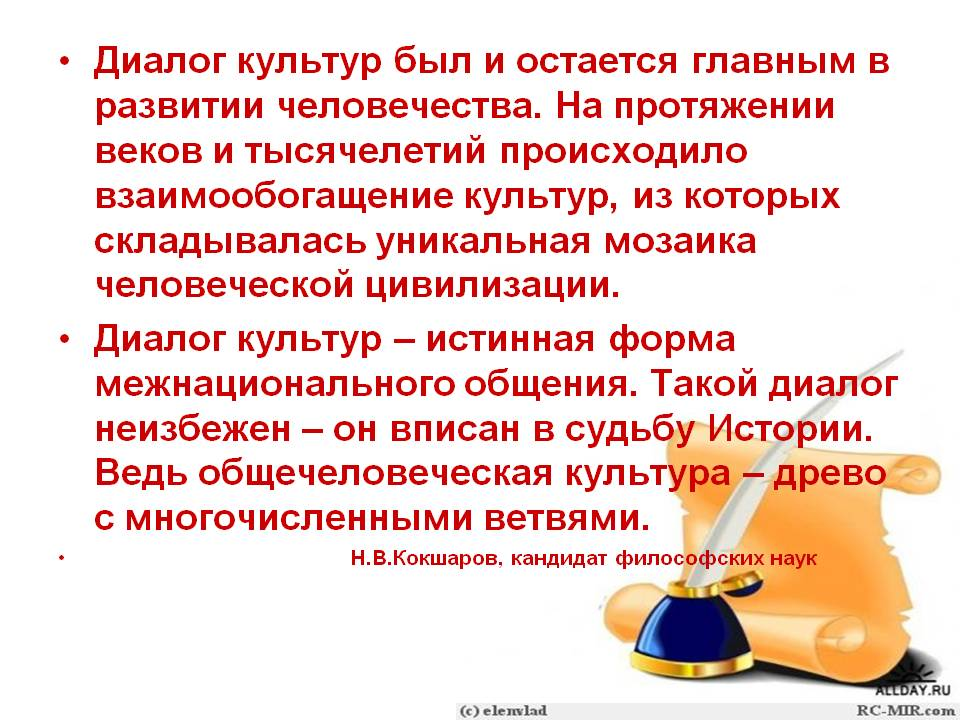 • Диалог культур был и остается главным в
развитии человечества. На протяжении
веков и тысячелетий происходило
взаимообогащение культур, из которых
складывалась уникальная мозаика
человеческой цивилизации.
• Диалог культур – истинная форма
межнационального общения. Такой диалог
неизбежен – он вписан в судьбу Истории.
Ведь общечеловеческая культура – древо
с многочисленными ветвями.
• Н.В.Кокшаров, кандидат философских наук
ALLDAY.RU
(c) elenvlad RC-MIR.com